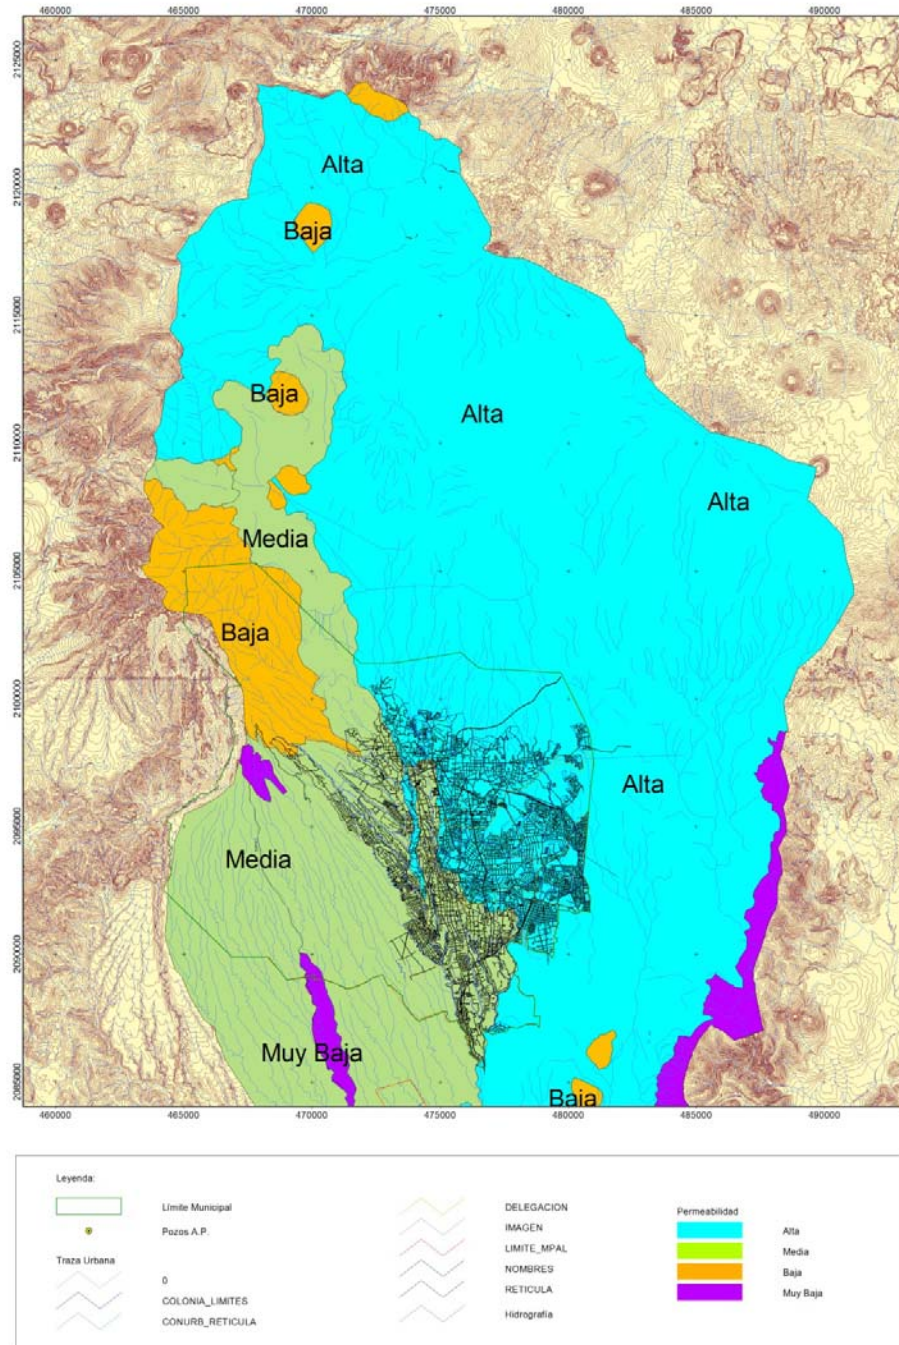 460000 465000 470000 475000 480000 485000 490000
2125000
2120000
2115000
2110000
2105000
2100000
2095000
2090000
2085000
Alta
Baja
Baja
Alta
Alta
Media
Baja
Alta
Media
Muy Baja
Baja
460000 465000 470000 475000 480000 485000 490000
Leyenda:
Límite Municipal
Pozos A.P.
Traza Urbana
0
COLONIA_LIMITES
CONURB_RETICULA
DELEGACION
IMAGEN
LIMITE_MPAL
NOMBRES
RETICULA
Hidrografía
Permeabilidad
Alta
Media
Baja
Muy Baja